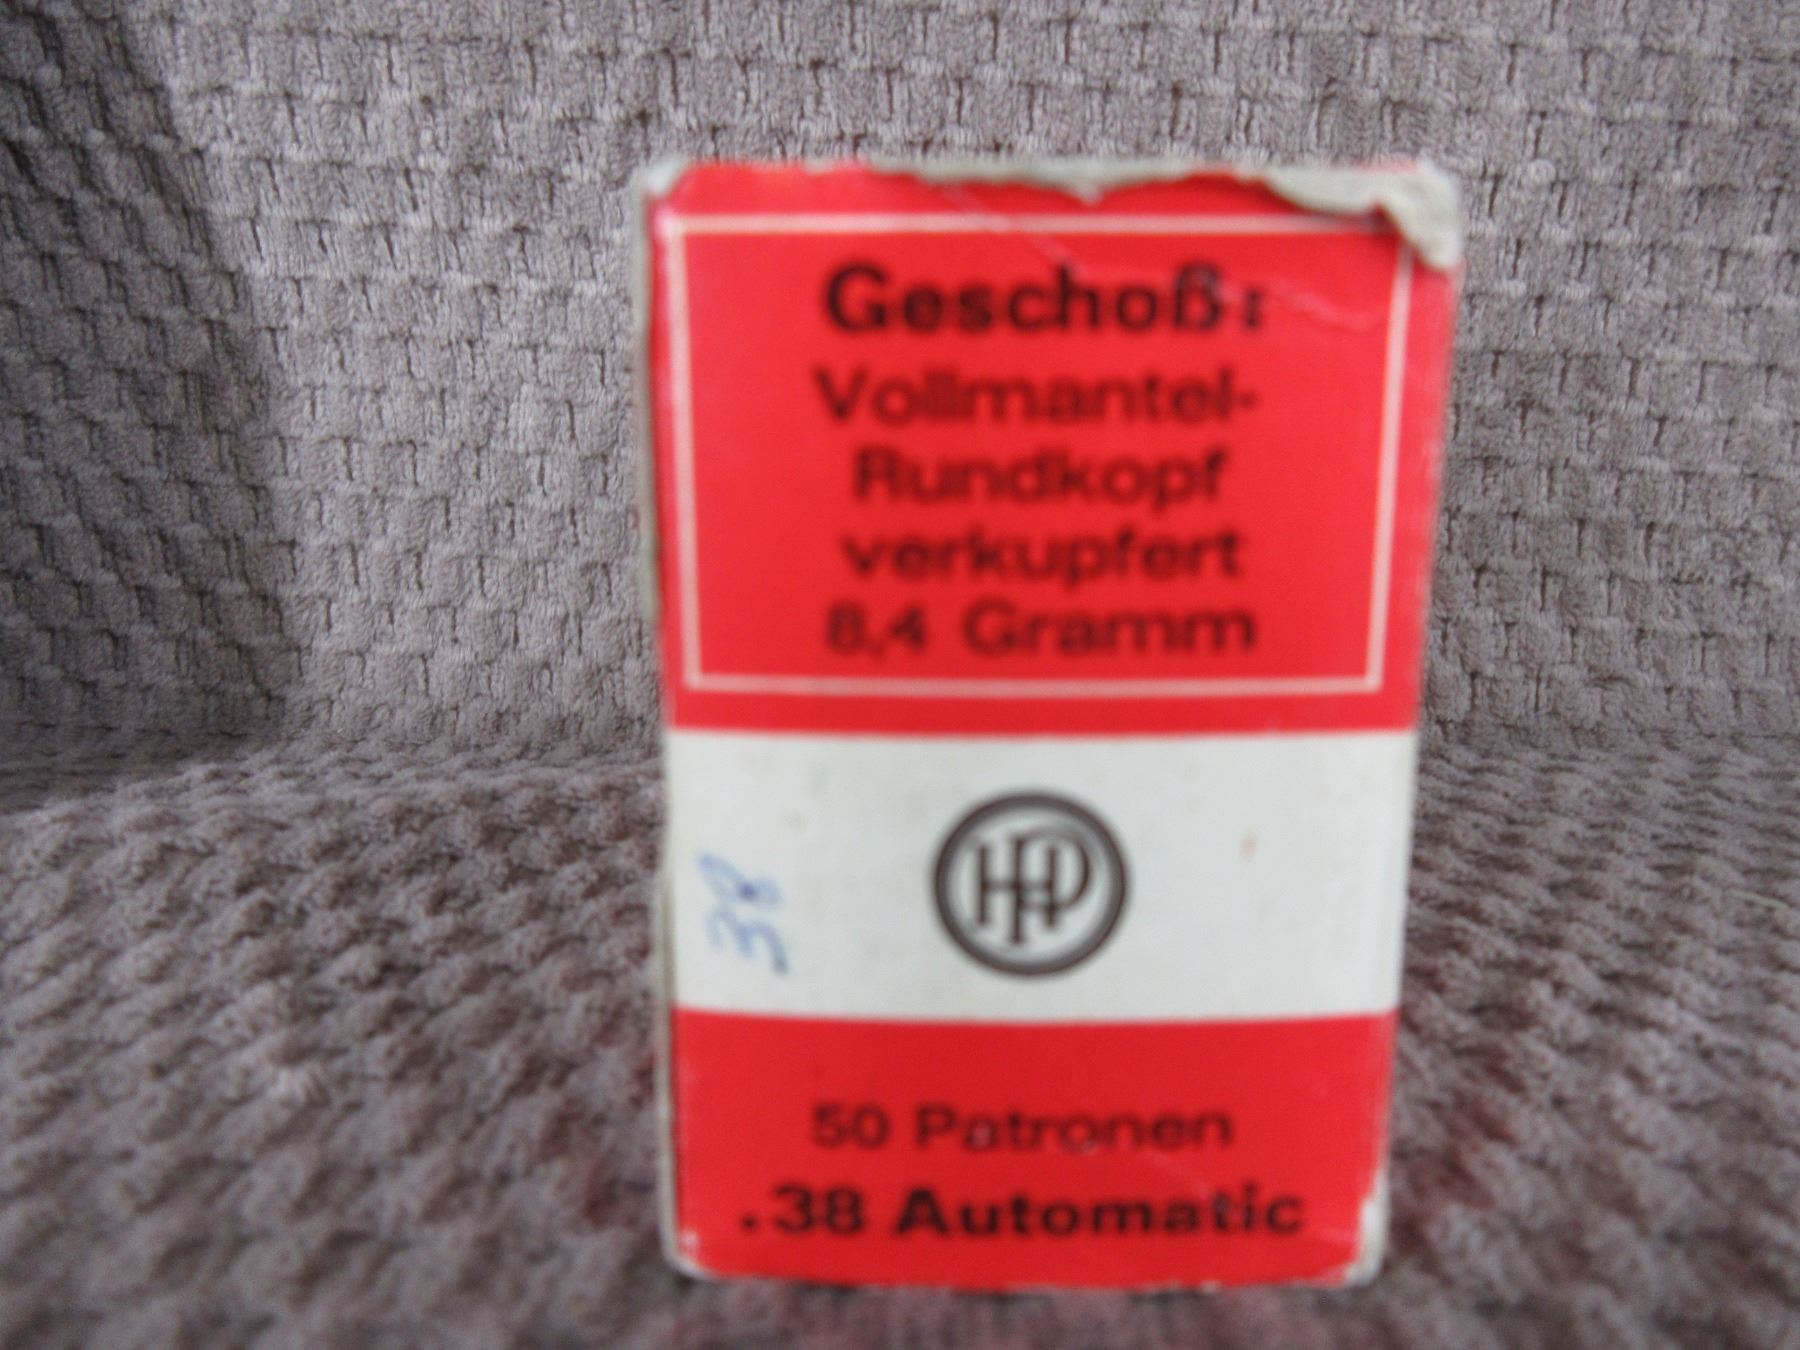 Geschoß:
Vollmantel-
Rundkopf
verkupfert
8,4 Gramm
HP
38
50 Patronen
.38 Automatic